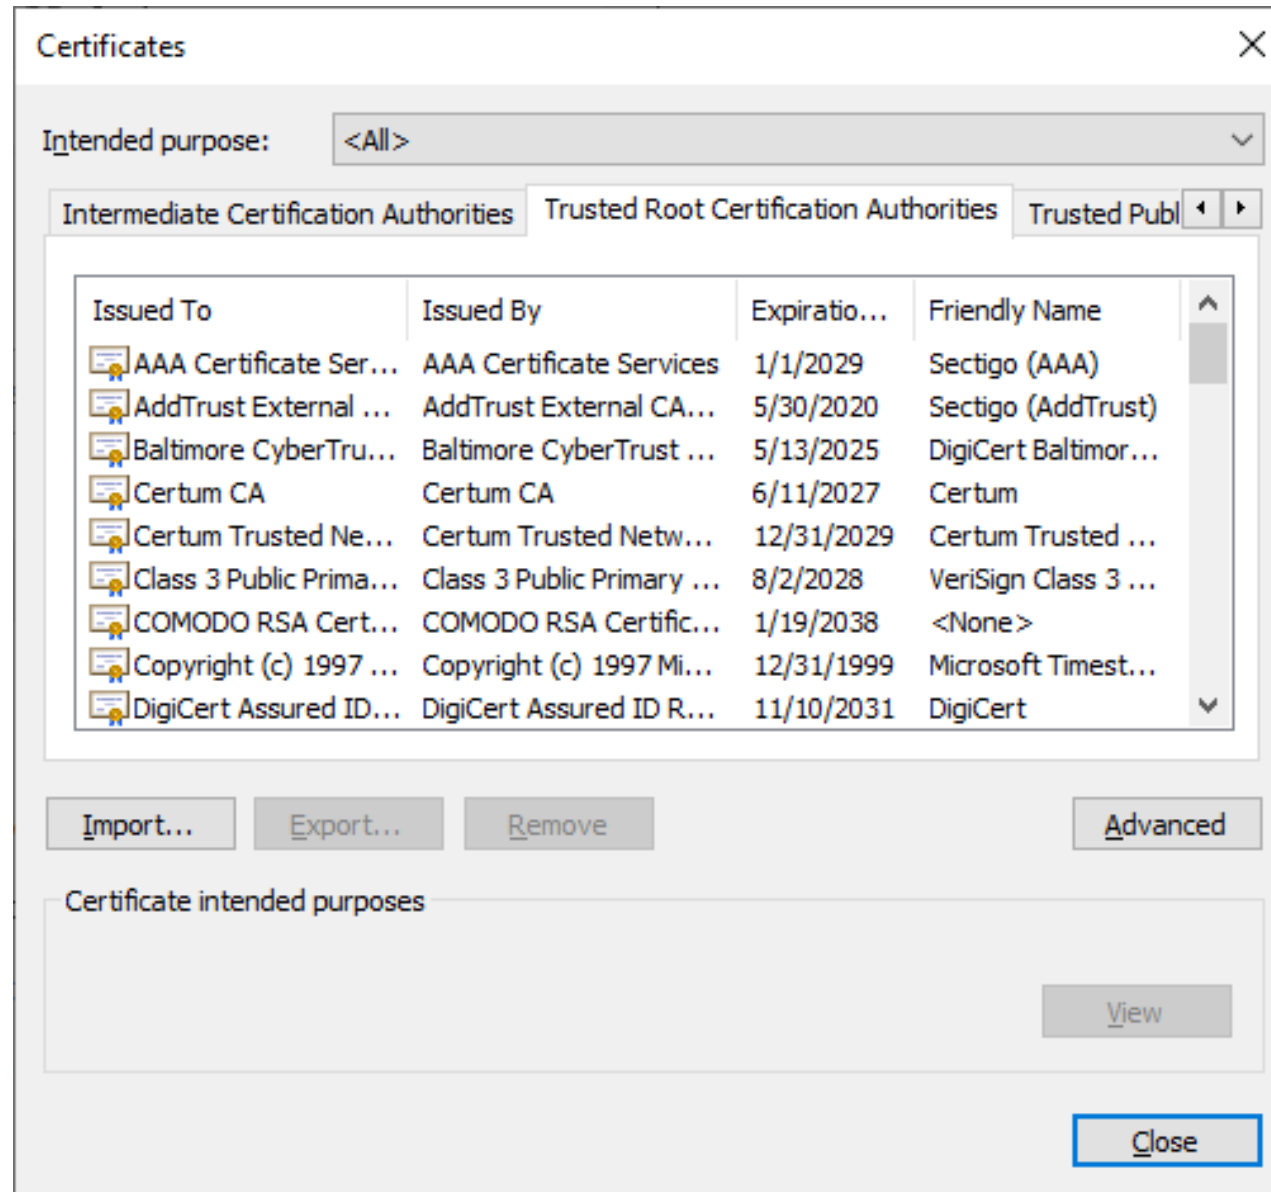 Certificates
Intended purpose: <All>
Intermediate Certification Authorities Trusted Root Certification Authorities Trusted Publ
Issued To Issued By Expiratio... Friendly Name
AAA Certificate Ser... AAA Certificate Services 1/1/2029 Sectigo (AAA)
AddTrust External ... AddTrust External CA... 5/30/2020 Sectigo (AddTrust)
Baltimore CyberTru... Baltimore CyberTrust ... 5/13/2025 DigiCert Baltimor...
Certum CA Certum CA 6/11/2027 Certum
Certum Trusted Ne... Certum Trusted Netw... 12/31/2029 Certum Trusted ...
Class 3 Public Prima... Class 3 Public Primary ... 8/2/2028 VeriSign Class 3 ...
COMODO RSA Cert... COMODO RSA Certific... 1/19/2038 <None>
Copyright (c) 1997 ... Copyright (c) 1997 Mi... 12/31/1999 Microsoft Timest...
DigiCert Assured ID... DigiCert Assured ID R... 11/10/2031 DigiCert
Import... Export... Remove Advanced
Certificate intended purposes
View
Close